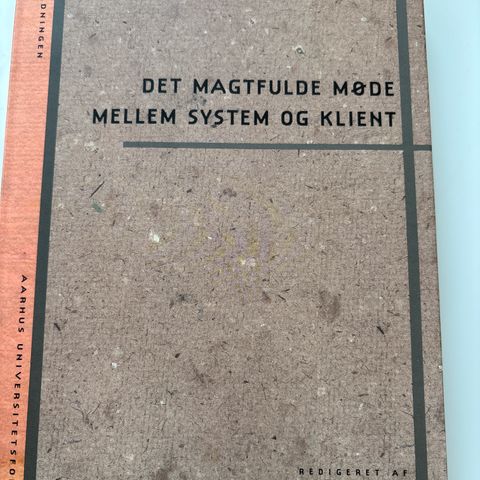 DET MAGTFULDE MØDE
MELLEM SYSTEM OG KLIENT
REDIGERET AF
DNINGEN
AARHUS UNIVERSITETSFO